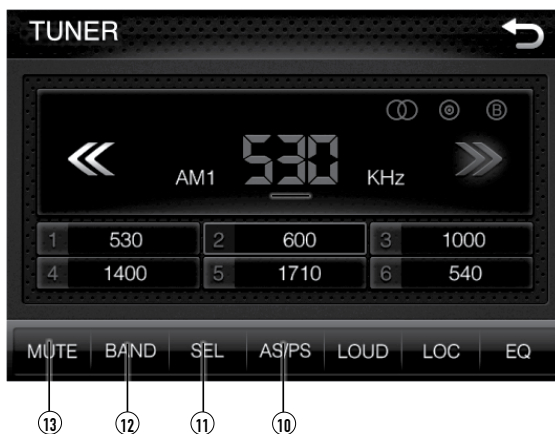 TUNER
B
AM1 530 KHz
1 530 2 600 3 1000
4 1400 5 1710 6 540
MUTE BAND SEL AS/PS LOUD LOC EQ
13 12 11 10